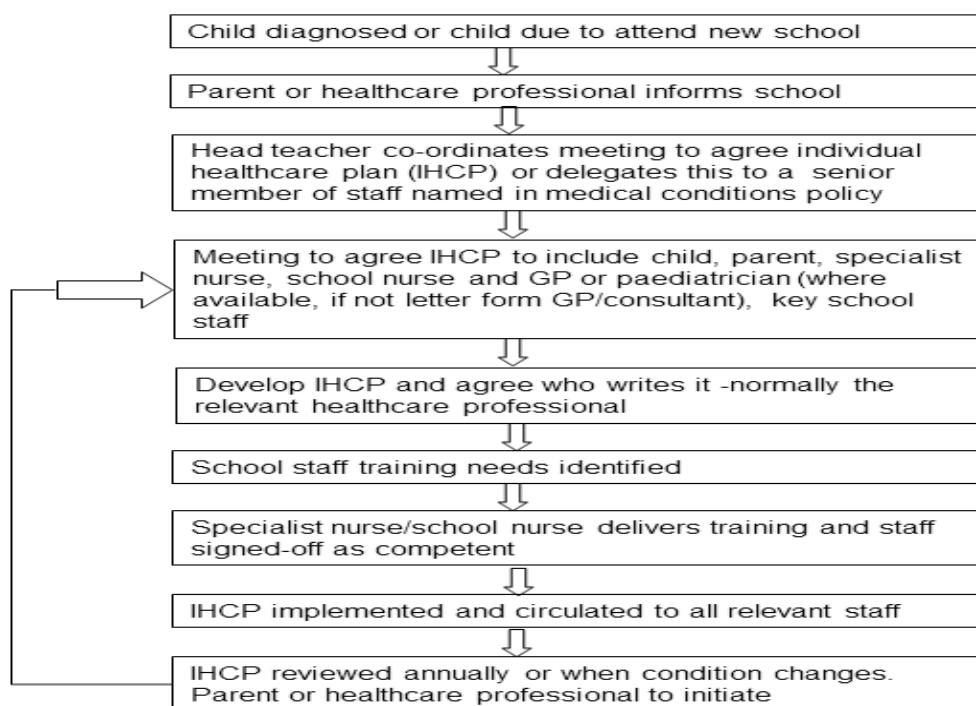 Child diagnosed or child due to attend new school
Parent or healthcare professional informs school
Head teacher co-ordinates meeting to agree individual
healthcare plan (IHCP) or delegates this to a senior
member of staff named in medical conditions policy
Meeting to agree IHCP to include child, parent, specialist
nurse, school nurse and GP or paediatrician (where
available, if not letter form GP/consultant), key school
staff
Develop IHCP and agree who writes it -normally the
relevant healthcare professional
School staff training needs identified
Specialist nurse/school nurse delivers training and staff
signed-off as competent
IHCP implemented and circulated to all relevant staff
IHCP reviewed annually or when condition changes.
Parent or healthcare professional to initiate